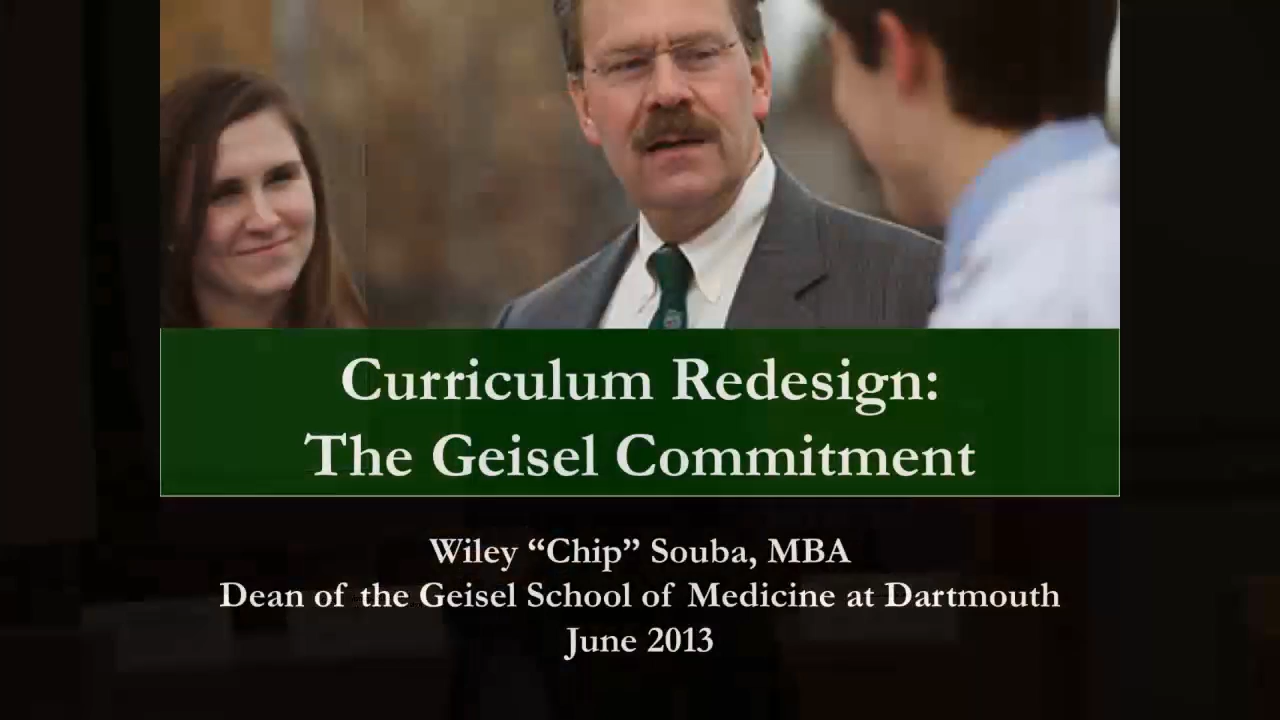 Curriculum Redesign:
The Geisel Commitment
Wiley “Chip” Souba, MBA
Dean of the Geisel School of Medicine at Dartmouth
June 2013